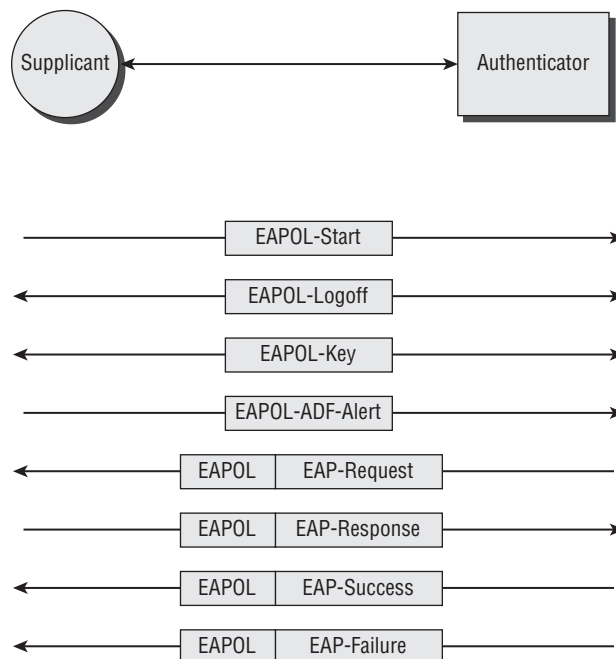 Supplicant
Authenticator
EAPOL-Start
EAPOL-Logoff
EAPOL-Key
EAPOL-ADF-Alert
EAPOL EAP-Request
EAPOL EAP-Response
EAPOL EAP-Success
EAPOL EAP-Failure